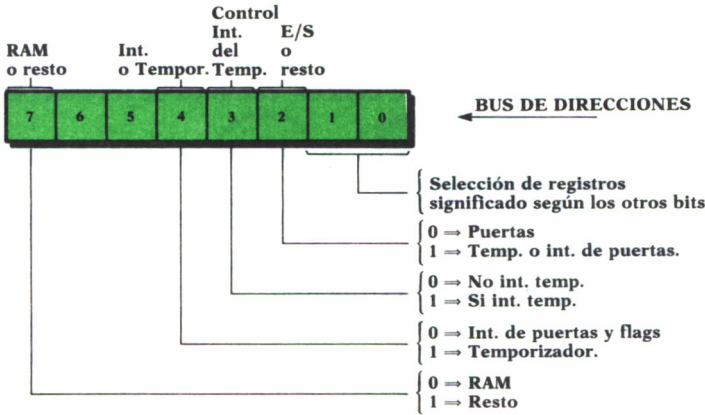 Control
Int. E/S
RAM Int. del o
o resto o Tempor. Temp. resto
7 6 5 4 3 2 1 0
BUS DE DIRECCIONES
Selección de registros
significado según los otros bits
0 ⇒ Puertas
1 ⇒ Temp. o int. de puertas.
0 ⇒ No int. temp.
1 ⇒ Si int. temp.
0 ⇒ Int. de puertas y flags
1 ⇒ Temporizador.
0 ⇒ RAM
1 ⇒ Resto